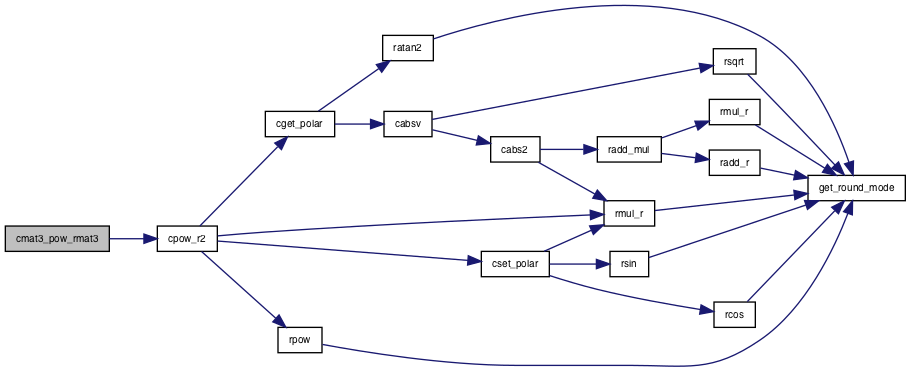 ratan2
rsqrt
rmul_r
cget_polar
cabsv
cabs2
radd_mul
radd_r
get_round_mode
rmul_r
cmat3_pow_rmat3
cpow_r2
cset_polar
rsin
rcos
rpow